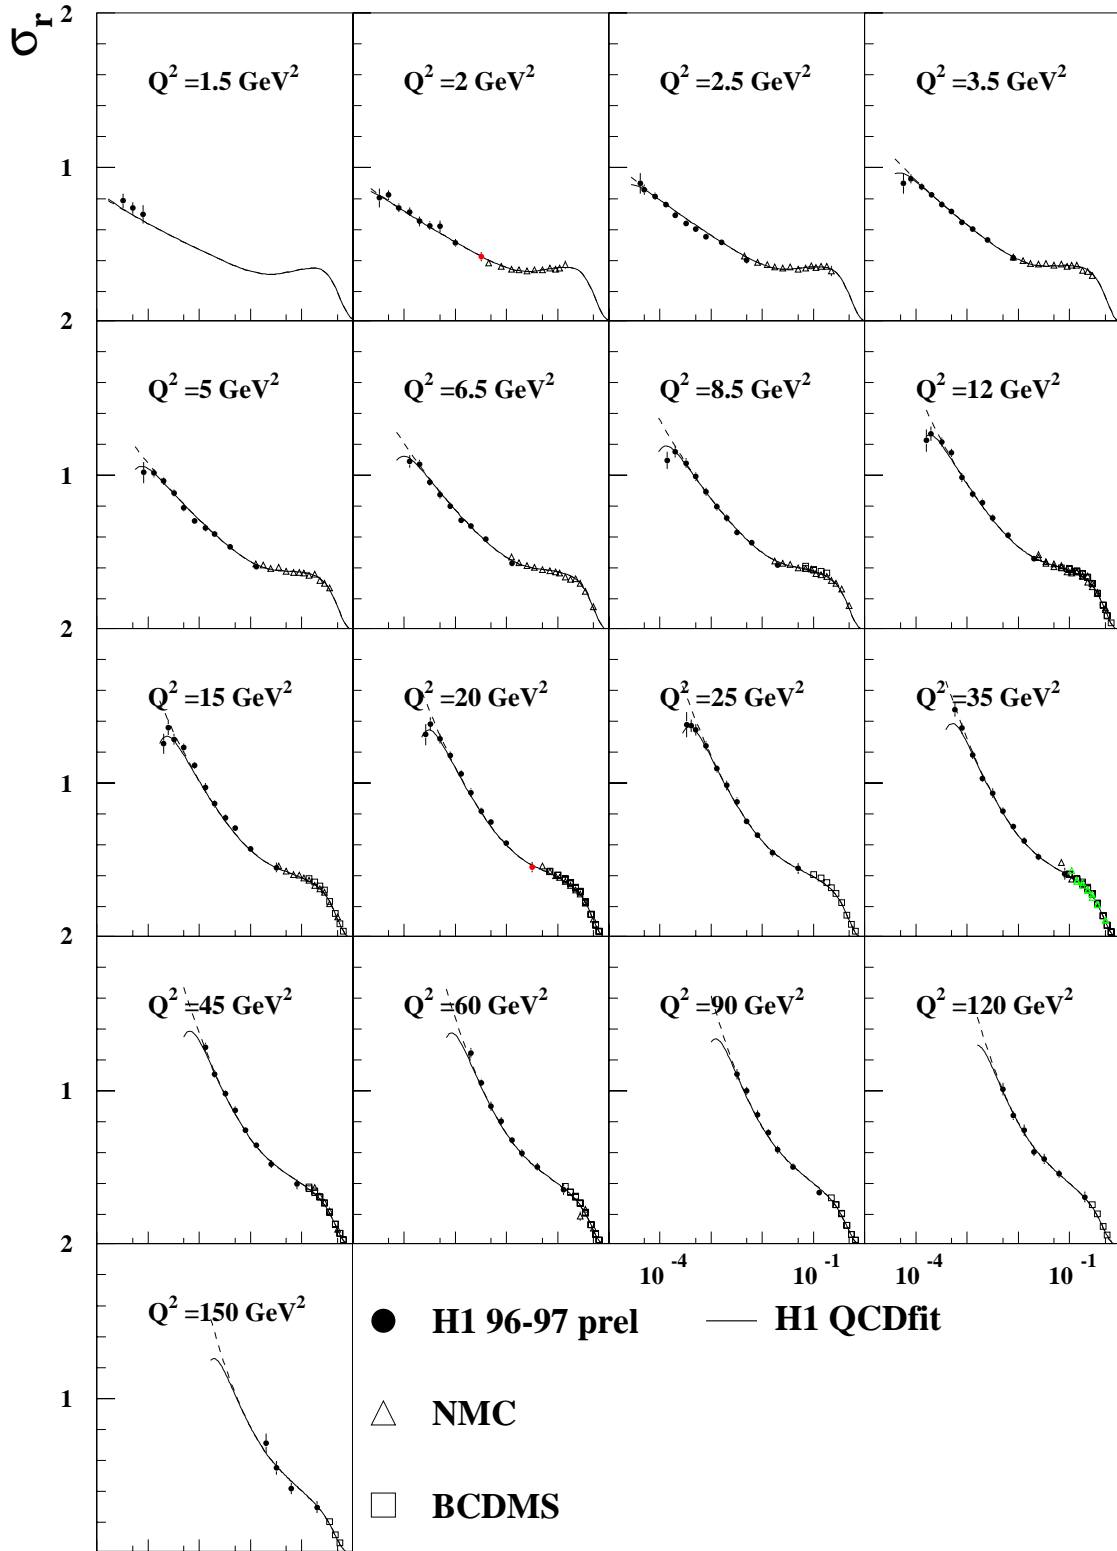 σr
2
Q2 =1.5 GeV2
Q2 =2 GeV2
Q2 =2.5 GeV2
Q2 =3.5 GeV2
1
2
Q2 =5 GeV2
Q2 =6.5 GeV2
Q2 =8.5 GeV2
Q2 =12 GeV2
1
2
Q2 =15 GeV2
Q2 =20 GeV2
Q2 =25 GeV2
Q2 =35 GeV2
1
2
Q2 =45 GeV2
Q2 =60 GeV2
Q2 =90 GeV2
Q2 =120 GeV2
1
2
10 -4
10 -1
10 -4
10 -1
Q2 =150 GeV2
H1 96-97 prel
H1 QCDfit
1
NMC
BCDMS